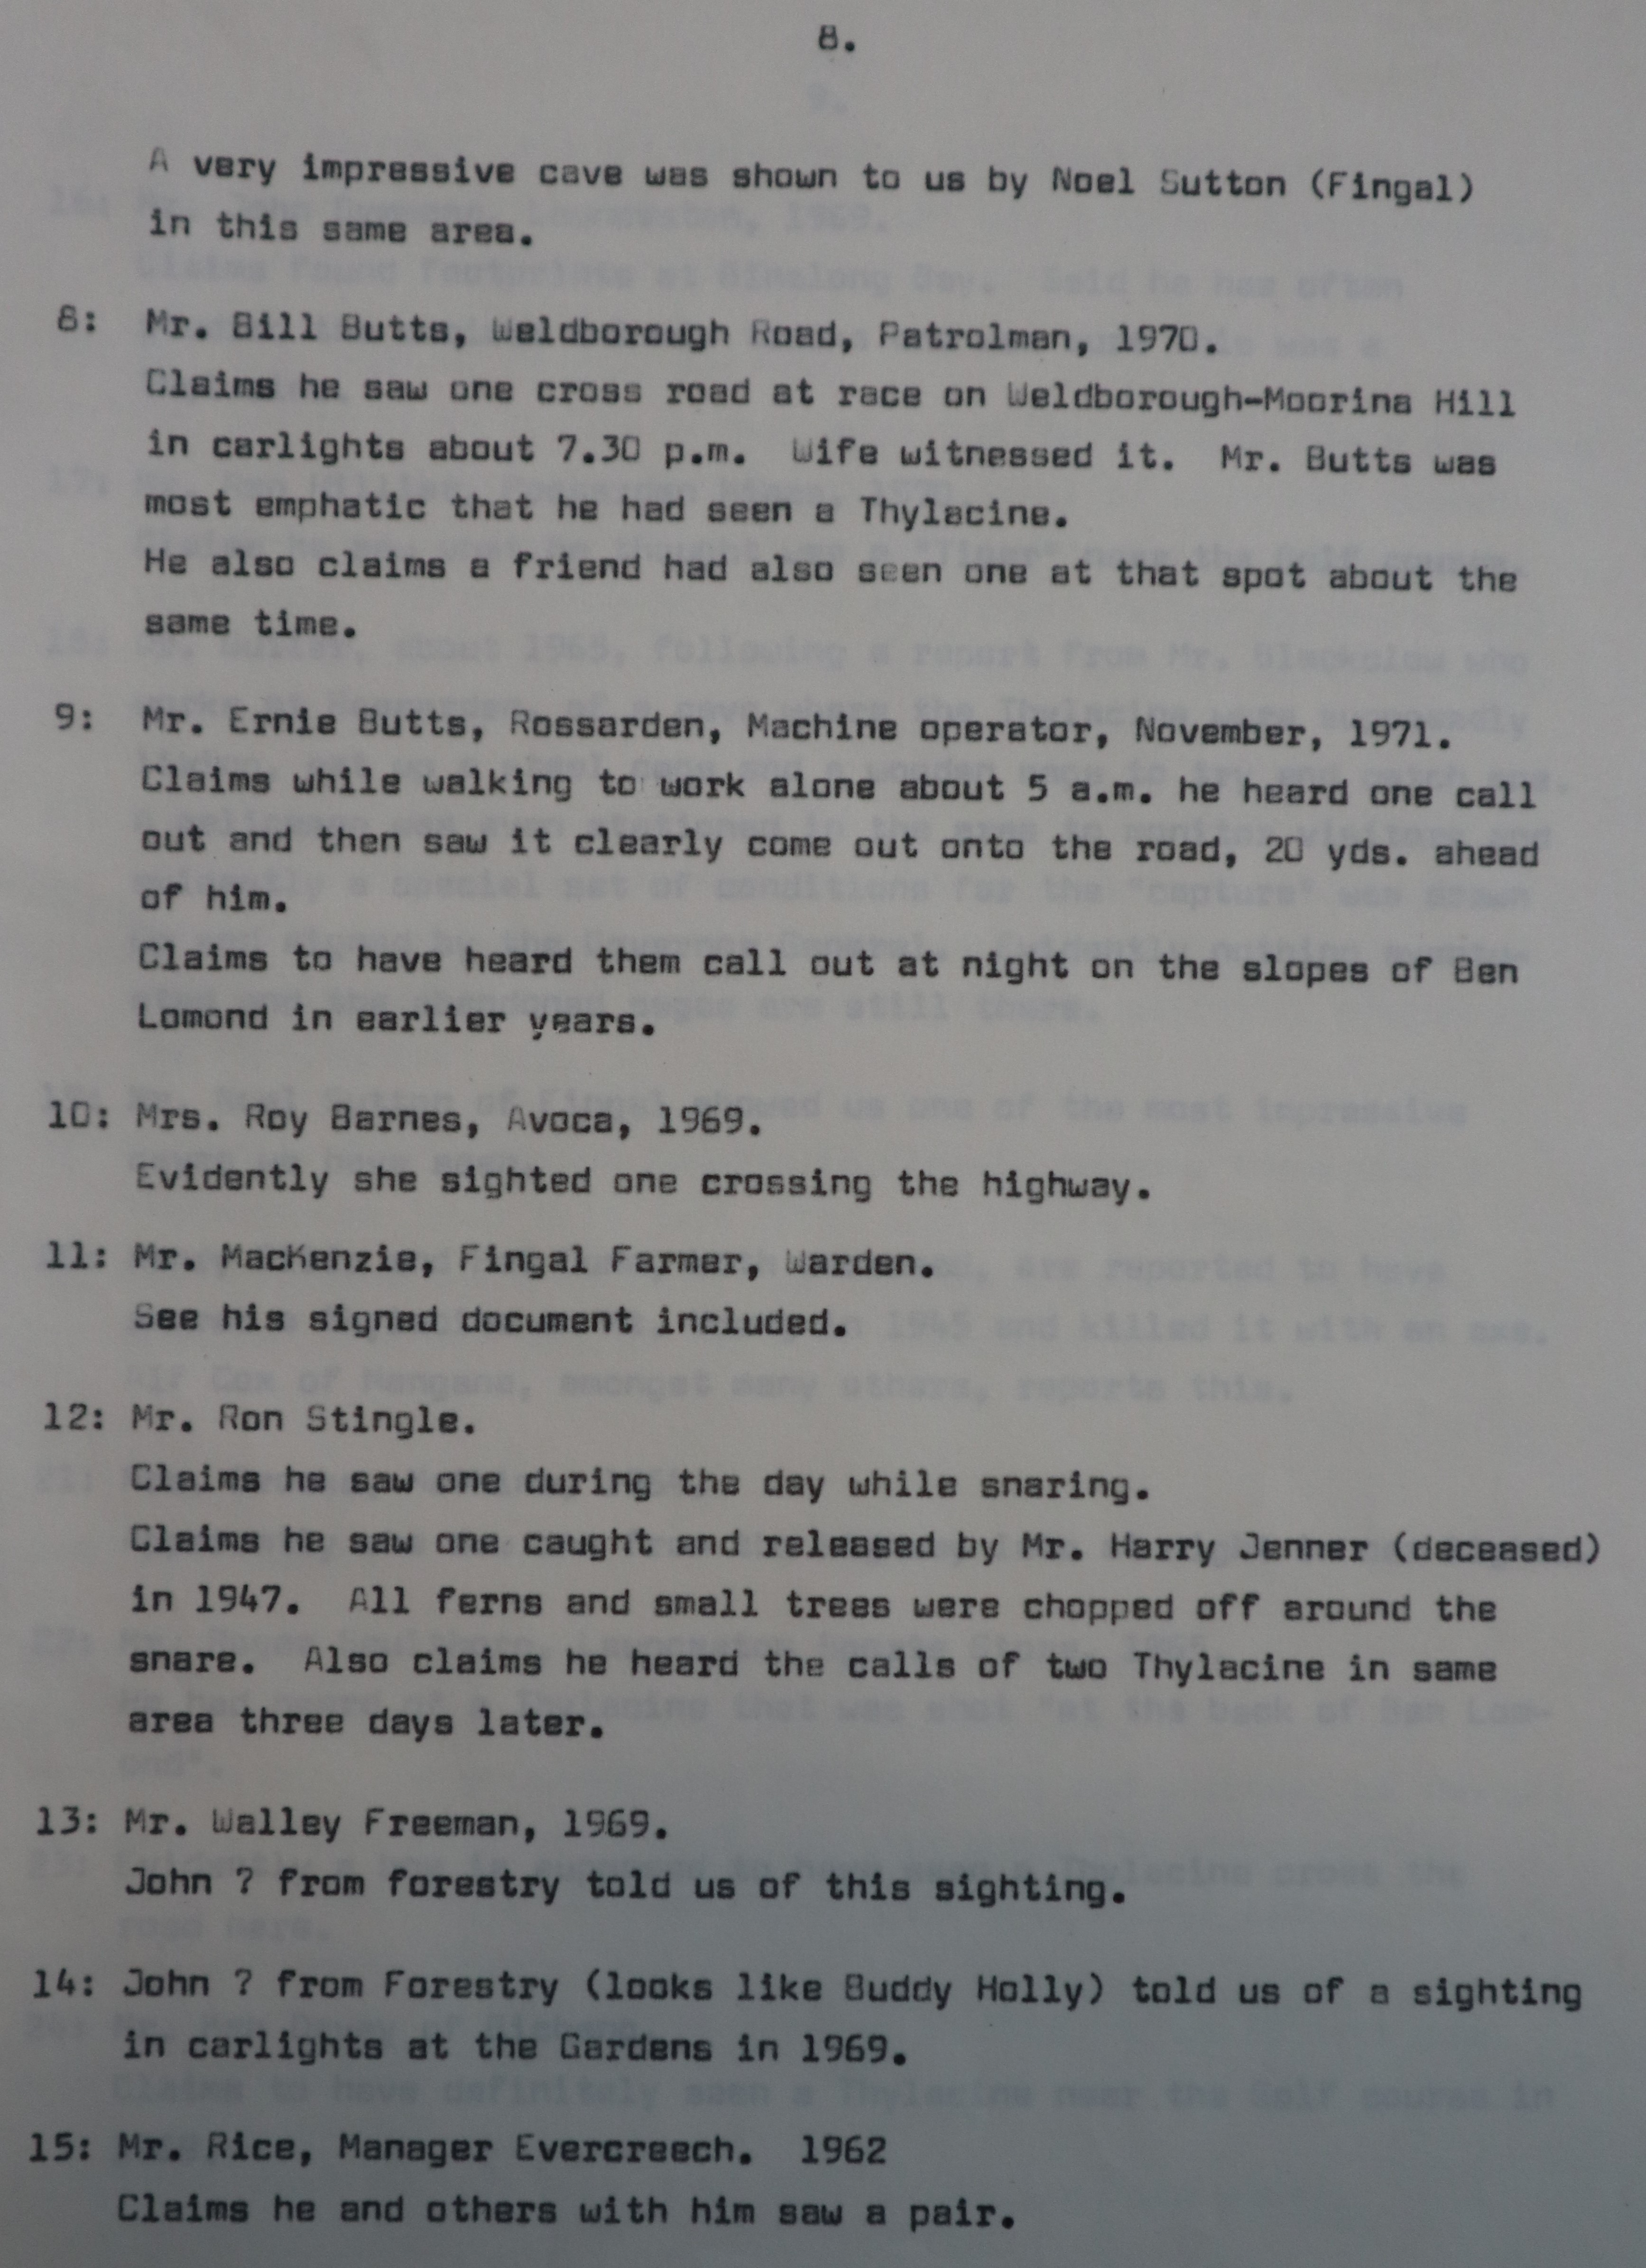 8.
A very impressive cave was shown to us by Noel Sutton (Fingal)
in this same area.
8: Mr. Bill Butts, Weldborough Road, Patrolman, 1970.
Claims he saw one cross road at race on Weldborough-Moorina Hill
in carlights about 7.30 p.m. Wife witnessed it. Mr. Butts was
most emphatic that he had seen a Thylacine.
He also claims a friend had also seen one at that spot about the
same time.
9: Mr. Ernie Butts, Rossarden, Machine operator, November, 1971.
Claims while walking to work alone about 5 a.m. he heard one call
out and then saw it clearly come out onto the road, 20 yds. ahead
of him.
Claims to have heard them call out at night on the slopes of Ben
Lomond in earlier years.
10: Mrs. Roy Barnes, Avoca, 1969.
Evidently she sighted one crossing the highway.
11: Mr. MacKenzie, Fingal Farmer, Warden.
See his signed document included.
12: Mr. Ron Stingle.
Claims he saw one during the day while snaring.
Claims he saw one caught and released by Mr. Harry Jenner (deceased)
in 1947. All ferns and small trees were chopped off around the
snare. Also claims he heard the calls of two Thylacine in same
area three days later.
13: Mr. Walley Freeman, 1969.
John ? from forestry told us of this sighting.
14: John ? from Forestry (looks like Buddy Holly) told us of a sighting
in carlights at the Gardens in 1969.
15: Mr. Rice, Manager Evercreech. 1962
Claims he and others with him saw a pair.